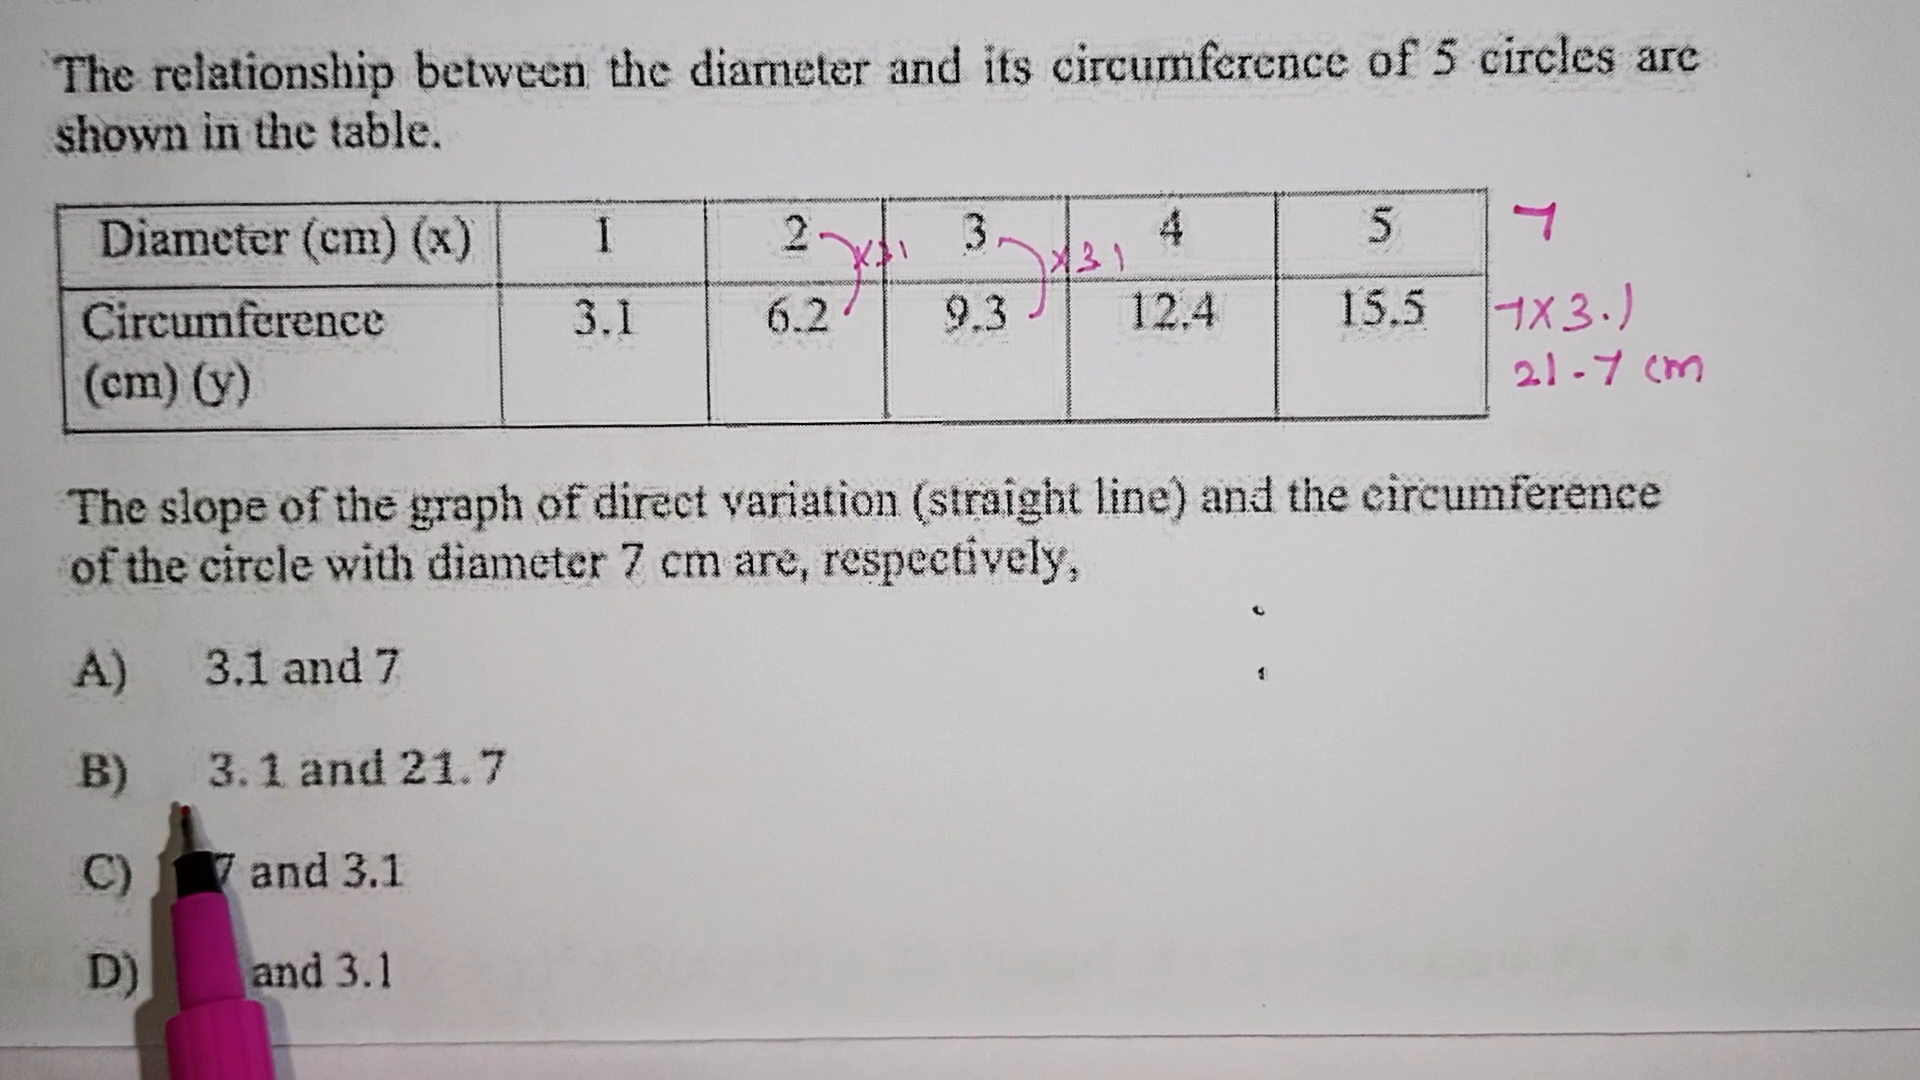 The relationship between the diameter and its circumference of 5 circles are
shown in the table.
Diameter (cm) (x) 1 2 3 4 5 7
×3.1 ×3.1
Circumference 3.1 6.2 9.3 12.4 15.5 7×3.1
(cm) (y) 21.7 cm
The slope of the graph of direct variation (straight line) and the circumference
of the circle with diameter 7 cm are, respectively,
A) 3.1 and 7
B) 3.1 and 21.7
C) 7 and 3.1
D) and 3.1